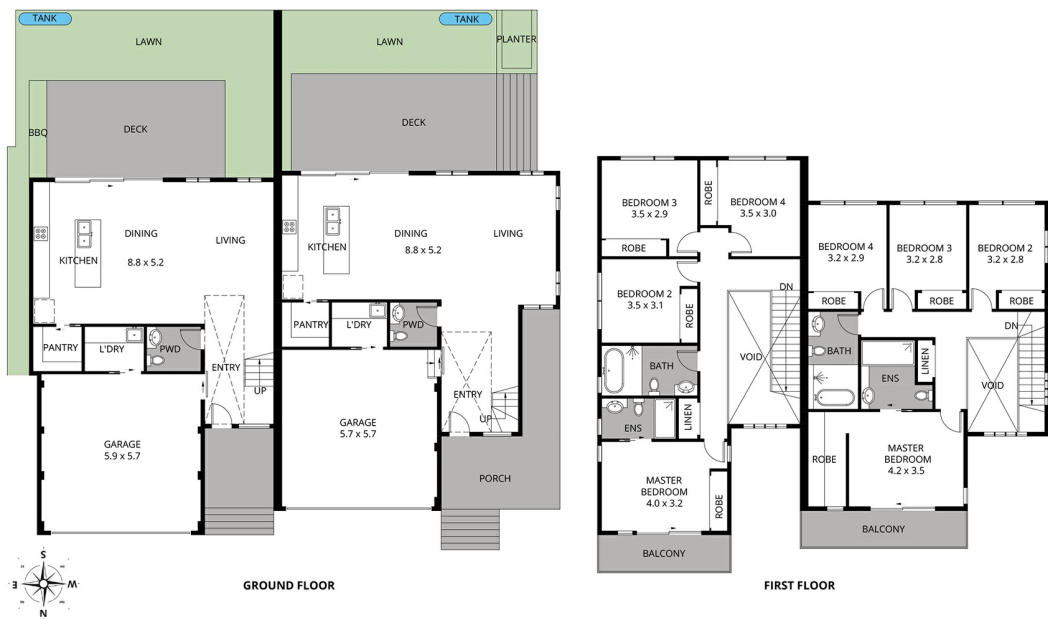 TANK
LAWN
BBQ
DECK
KITCHEN
DINING
8.8 x 5.2
LIVING
PANTRY
L'DRY
PWD
ENTRY
UP
GARAGE
5.9 x 5.7
TANK
LAWN
PLANTER
DECK
KITCHEN
DINING
8.8 x 5.2
LIVING
PANTRY
L'DRY
PWD
ENTRY
UP
GARAGE
5.7 x 5.7
PORCH
BEDROOM 3
3.5 x 2.9
ROBE
ROBE
BEDROOM 4
3.5 x 3.0
BEDROOM 2
3.5 x 3.1
ROBE
DN
VOID
BATH
ENS
LINEN
MASTER
BEDROOM
4.0 x 3.2
ROBE
BALCONY
BEDROOM 4
3.2 x 2.9
ROBE
BEDROOM 3
3.2 x 2.8
ROBE
BEDROOM 2
3.2 x 2.8
ROBE
DN
BATH
ENS
LINEN
VOID
ROBE
MASTER
BEDROOM
4.2 x 3.5
BALCONY
S
E
W
N
GROUND FLOOR
FIRST FLOOR